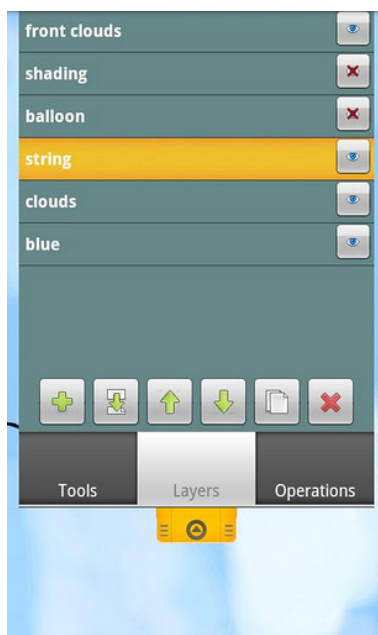 front clouds
shading
balloon
string
clouds
blue
Tools
Layers
Operations